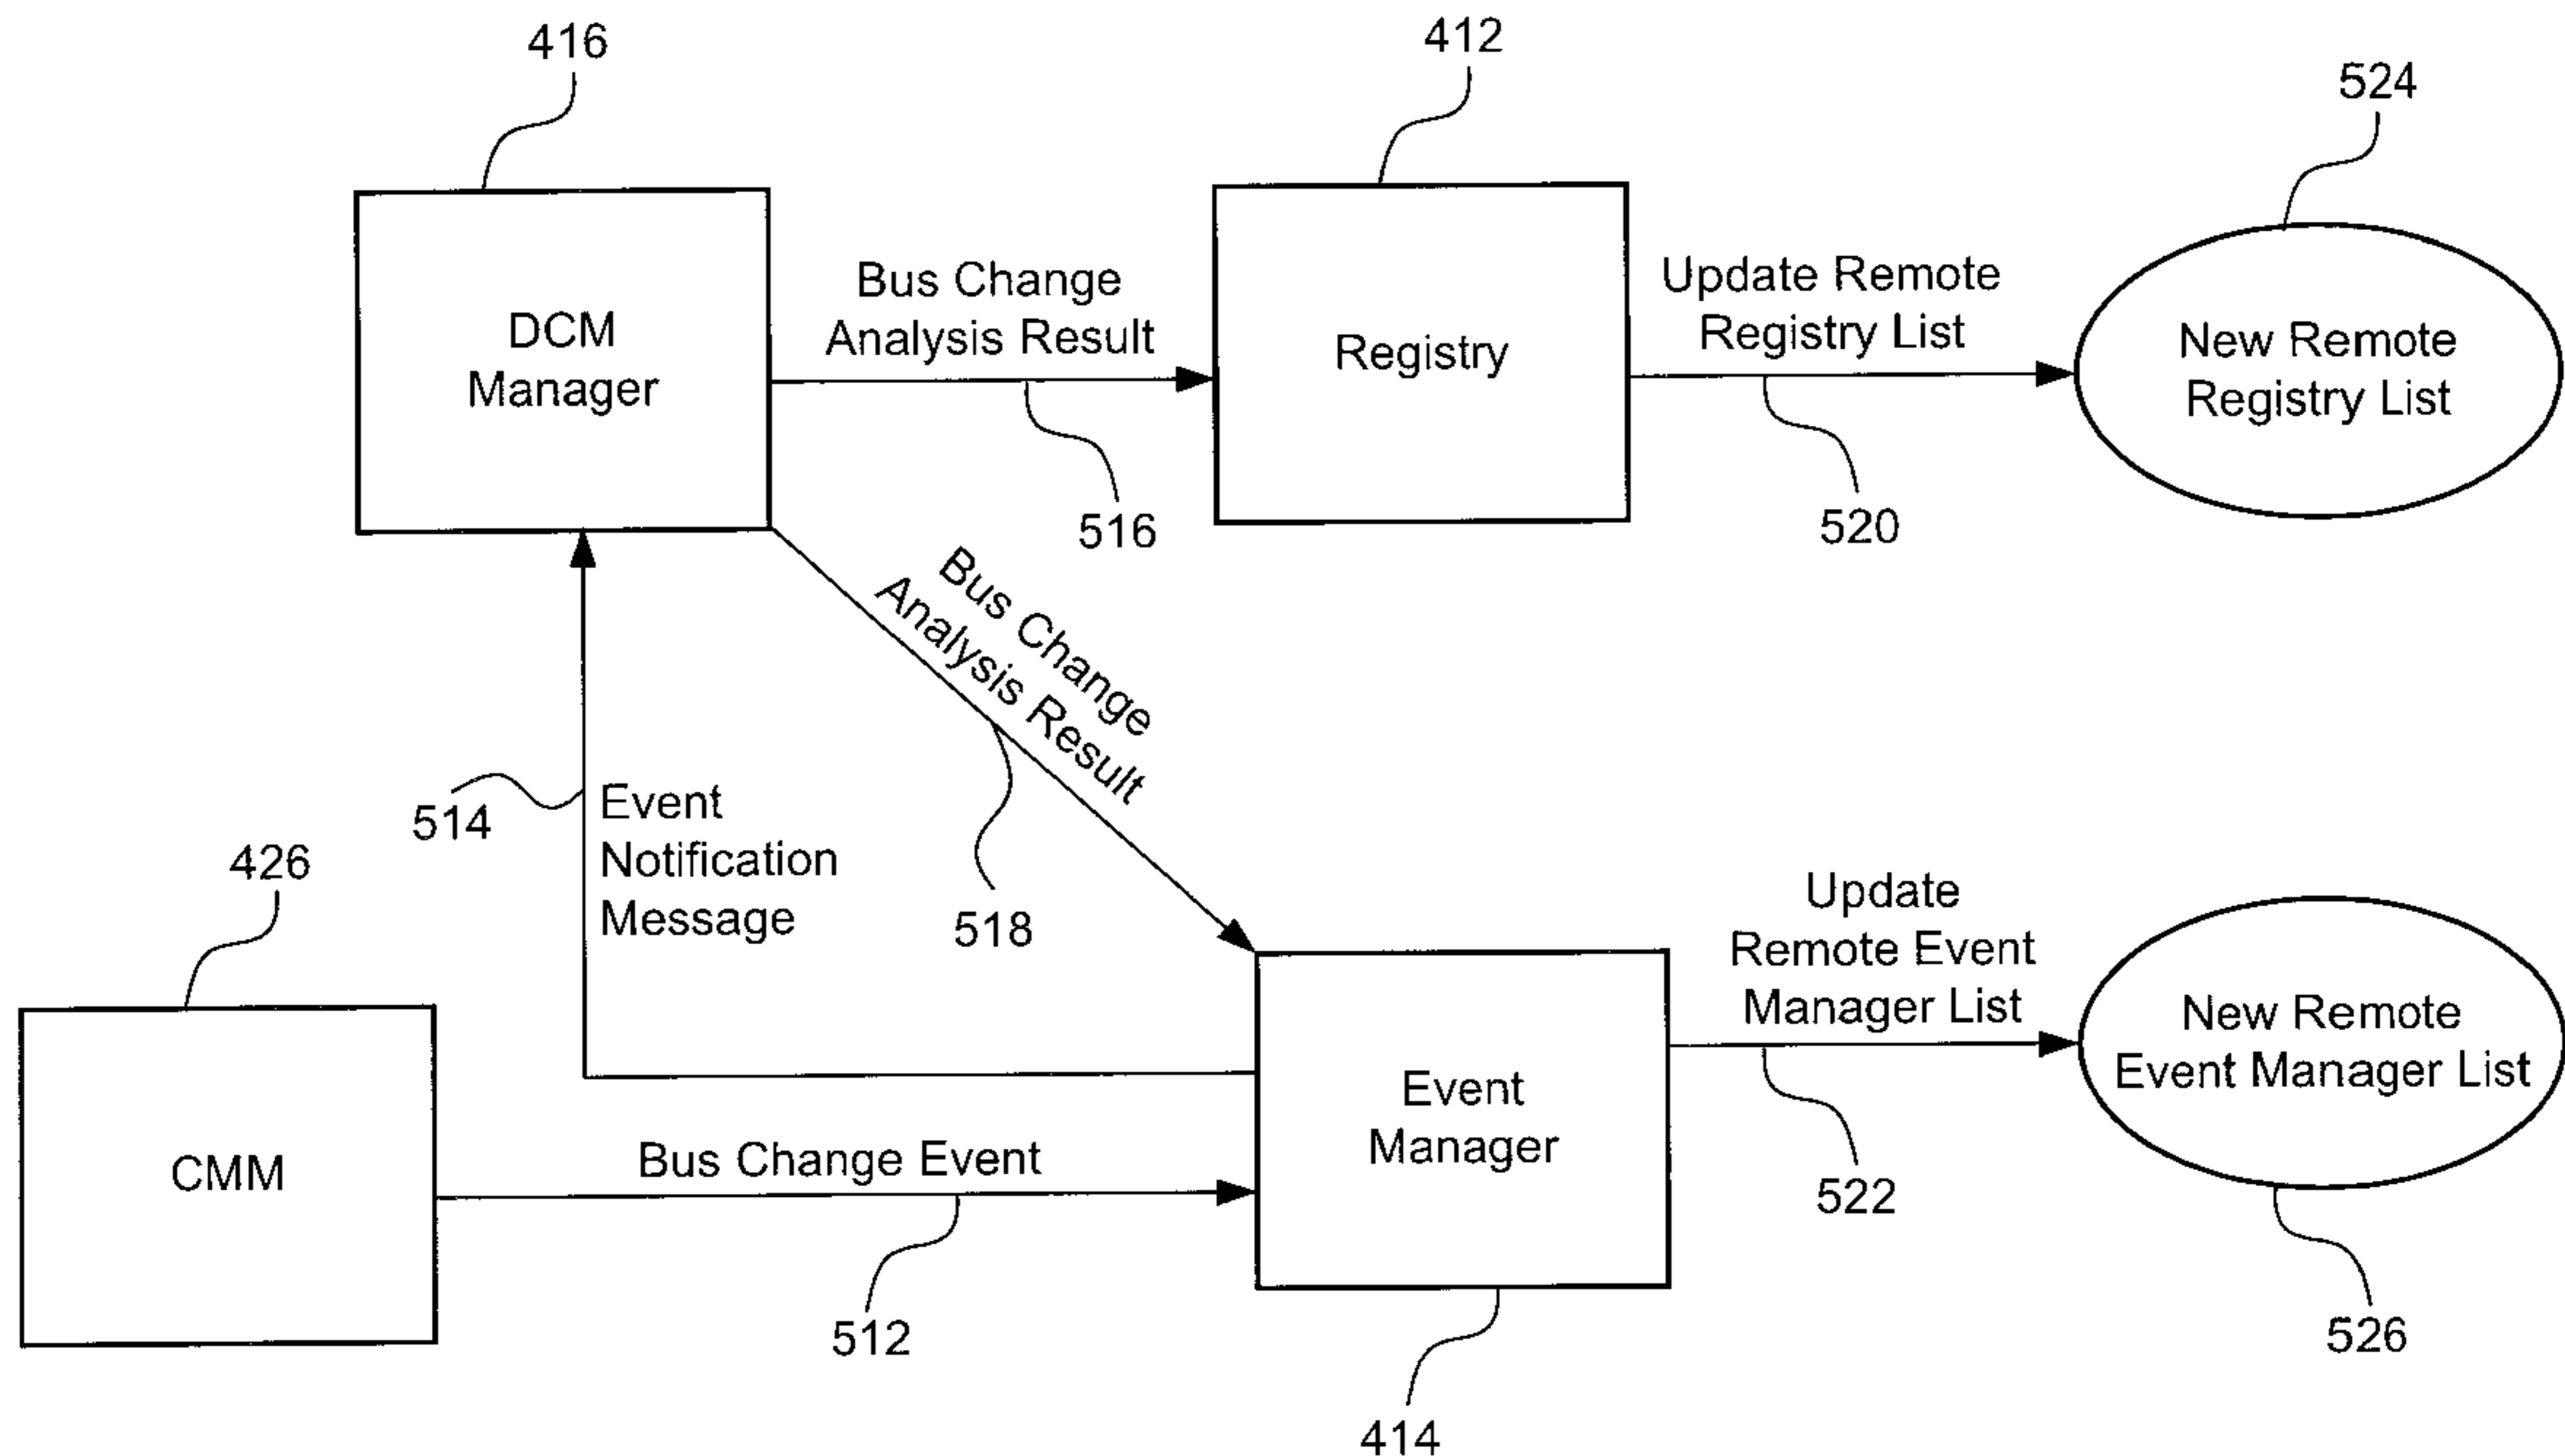 416
412
524
DCM
Manager
Bus Change
Analysis Result
Registry
Update Remote
Registry List
New Remote
Registry List
516
520
Bus Change
Analysis Result
514
Event
Notification
Message
518
426
Update
Remote Event
Manager List
New Remote
Event Manager List
CMM
Bus Change Event
Event
Manager
522
512
526
414